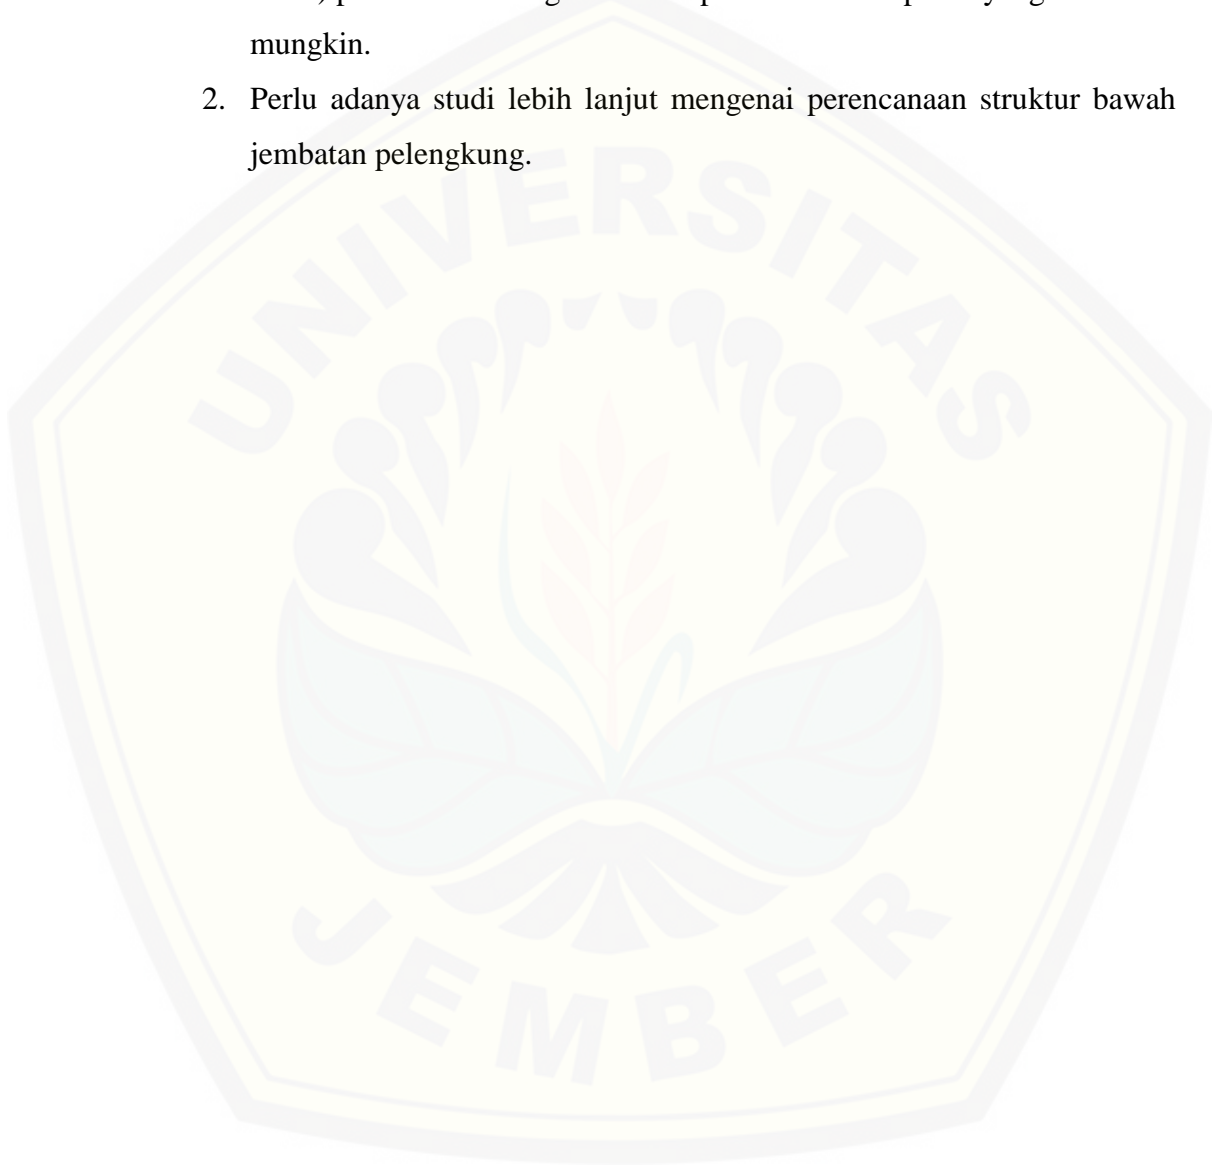 mungkin.
2. Perlu adanya studi lebih lanjut mengenai perencanaan struktur bawah
jembatan pelengkung.
UNIVERSITAS
JEMBER